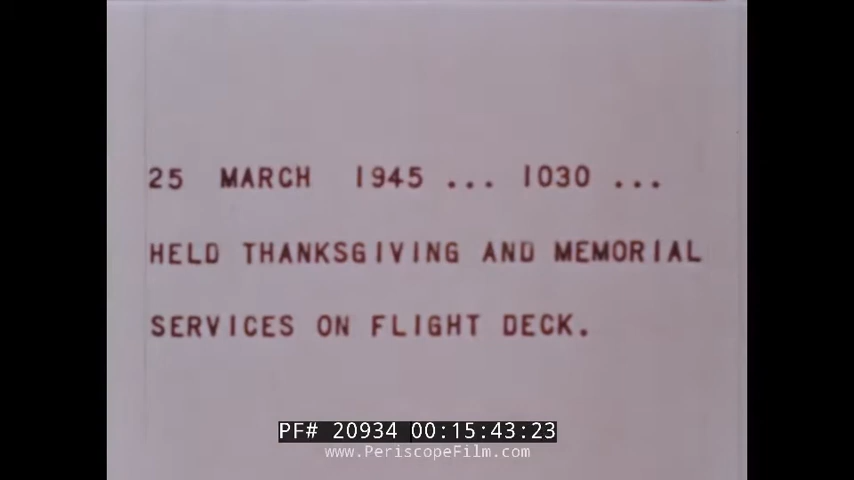 25 MARCH 1945 ... 1030 ...
HELD THANKSGIVING AND MEMORIAL
SERVICES ON FLIGHT DECK.
PF# 20934 00:15:43:23
www.PeriscopeFilm.com